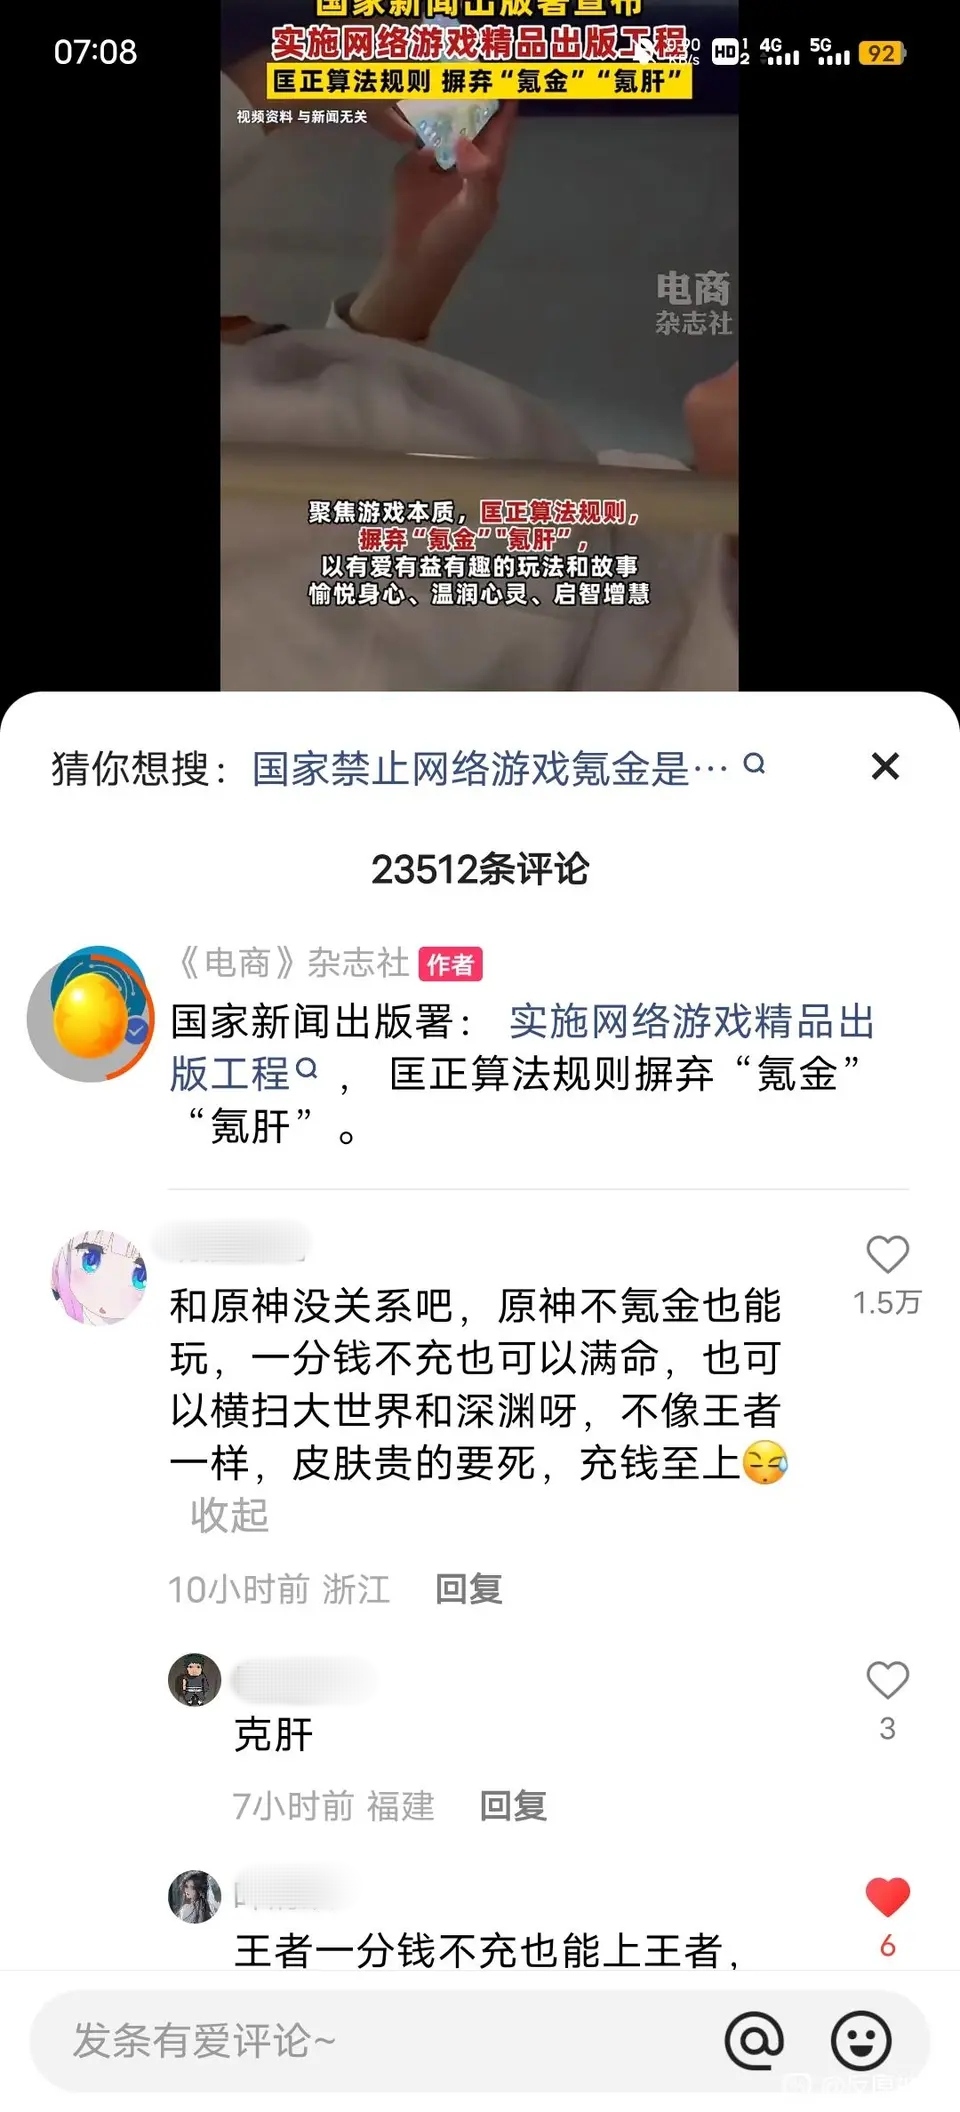 07:08
HD 1 2 4G 5G 92
国家新闻出版署宣布
实施网络游戏精品出版工程
匡正算法规则 摒弃“氪金”“氪肝”
视频资料 与新闻无关
电商
杂志社
聚焦游戏本质，匡正算法规则，
摒弃“氪金”“氪肝”，
以有爱有益有趣的玩法和故事
愉悦身心、温润心灵、启智增慧
猜你想搜：国家禁止网络游戏氪金是…
23512条评论
《电商》杂志社 作者
国家新闻出版署： 实施网络游戏精品出
版工程 ， 匡正算法规则摒弃“氪金”
“氪肝” 。
和原神没关系吧，原神不氪金也能
玩，一分钱不充也可以满命，也可
以横扫大世界和深渊呀，不像王者
一样，皮肤贵的要死，充钱至上
1.5万
收起
10小时前 浙江 回复
克肝
3
7小时前 福建 回复
王者一分钱不充也能上王者，
6
发条有爱评论~